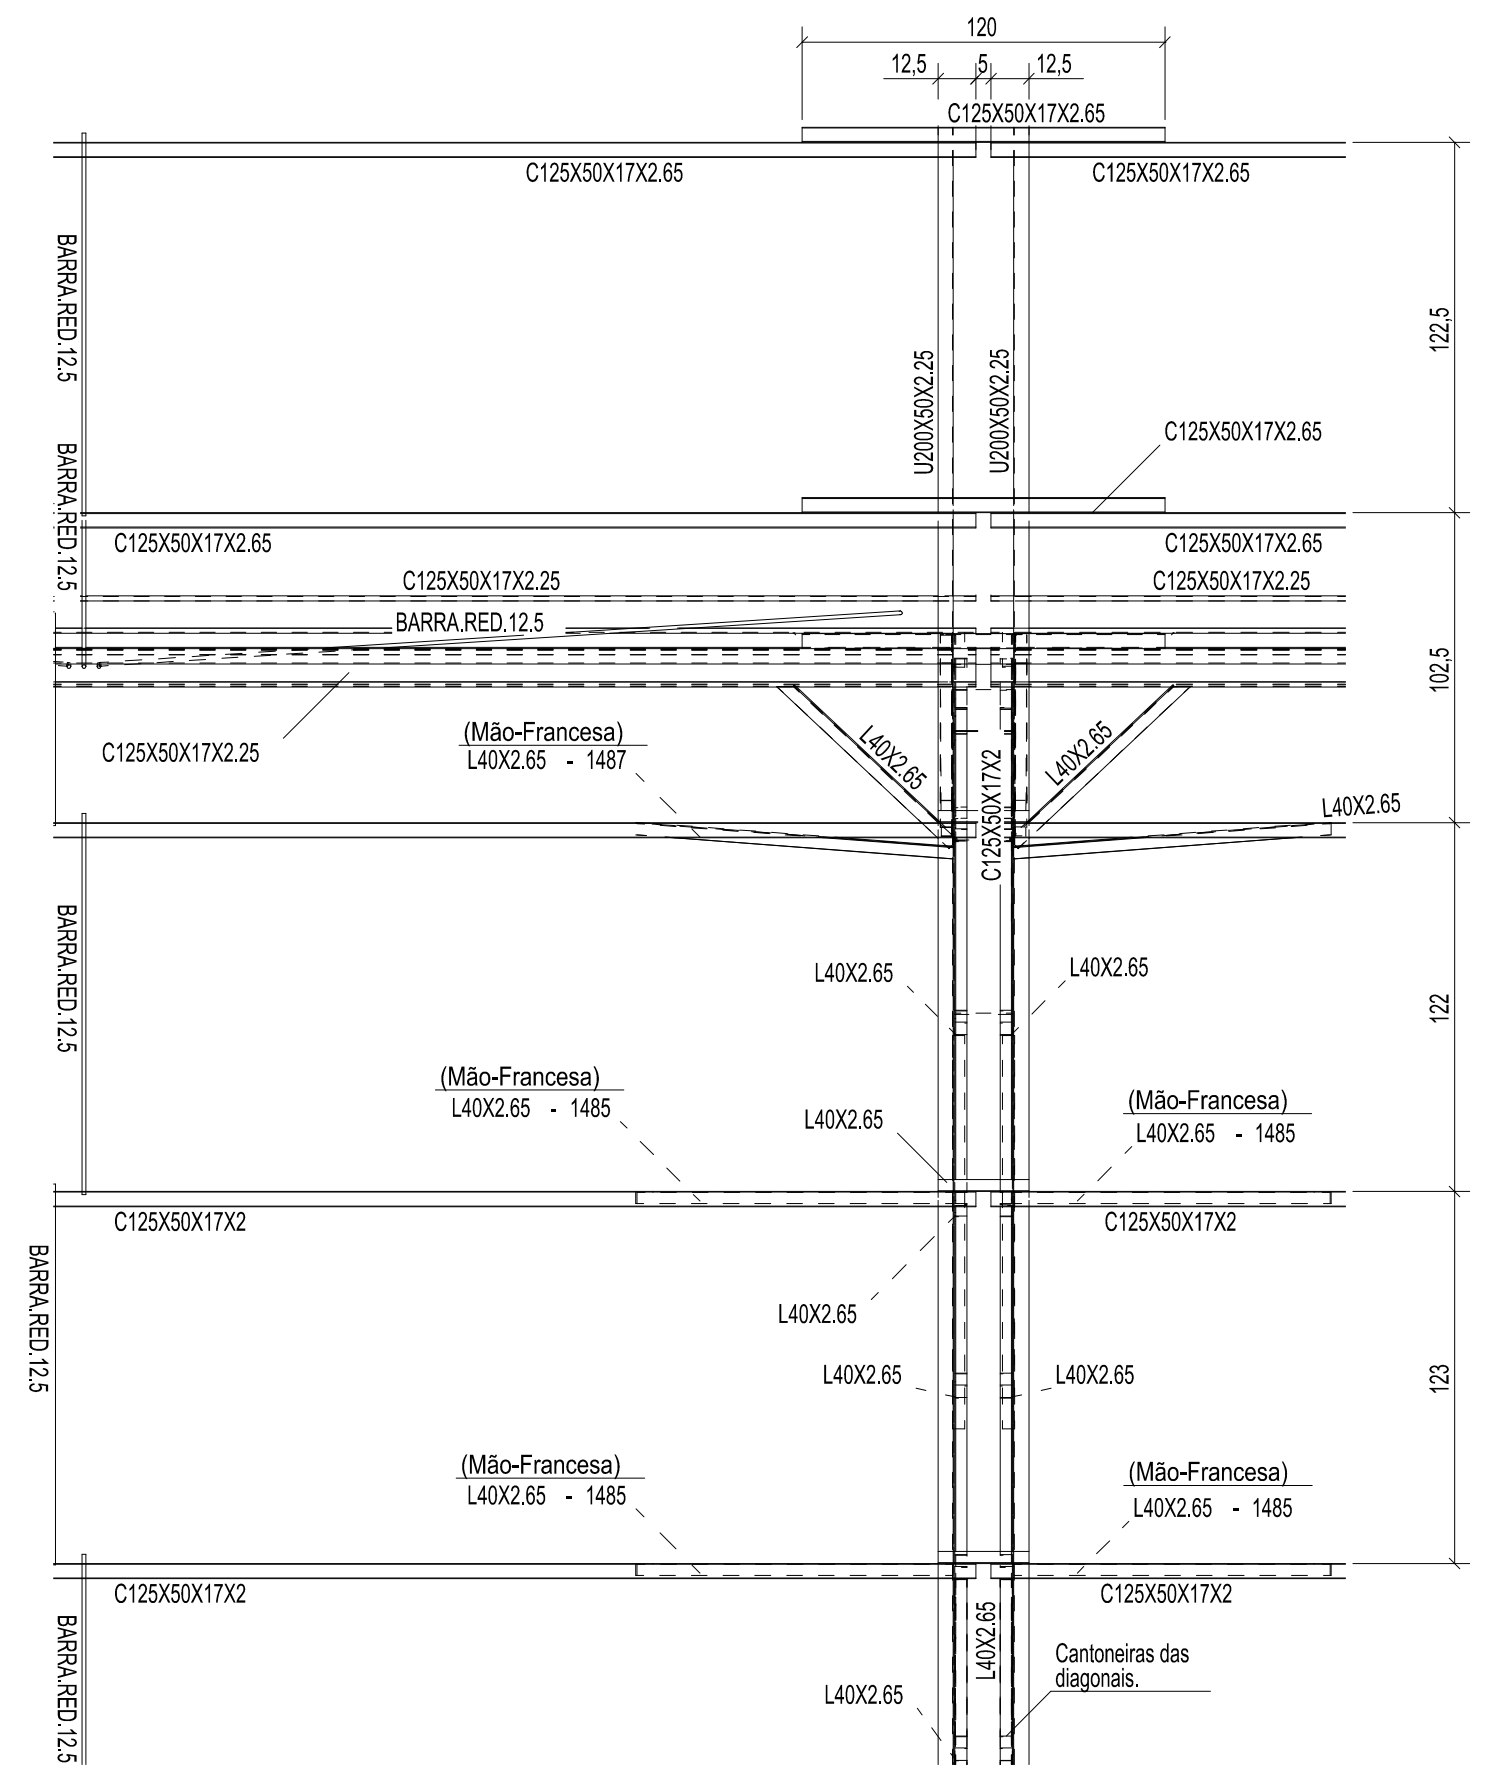 120
12,5
5
12,5
C125X50X17X2.65
C125X50X17X2.65
C125X50X17X2.65
BARRA.RED.12.5
122,5
U200X50X2.25
U200X50X2.25
C125X50X17X2.65
BARRA.RED.12.5
C125X50X17X2.65
C125X50X17X2.65
C125X50X17X2.25
C125X50X17X2.25
BARRA.RED.12.5
102,5
(Mão-Francesa)
L40X2.65 - 1487
C125X50X17X2.25
L40X2.65
L40X2.65
C125X50X17X2
L40X2.65
BARRA.RED.12.5
L40X2.65
L40X2.65
122
(Mão-Francesa)
L40X2.65 - 1485
L40X2.65
(Mão-Francesa)
L40X2.65 - 1485
C125X50X17X2
C125X50X17X2
BARRA.RED.12.5
L40X2.65
L40X2.65
L40X2.65
123
(Mão-Francesa)
L40X2.65 - 1485
(Mão-Francesa)
L40X2.65 - 1485
C125X50X17X2
C125X50X17X2
BARRA.RED.12.5
L40X2.65
Cantoneiras das
diagonais.
L40X2.65